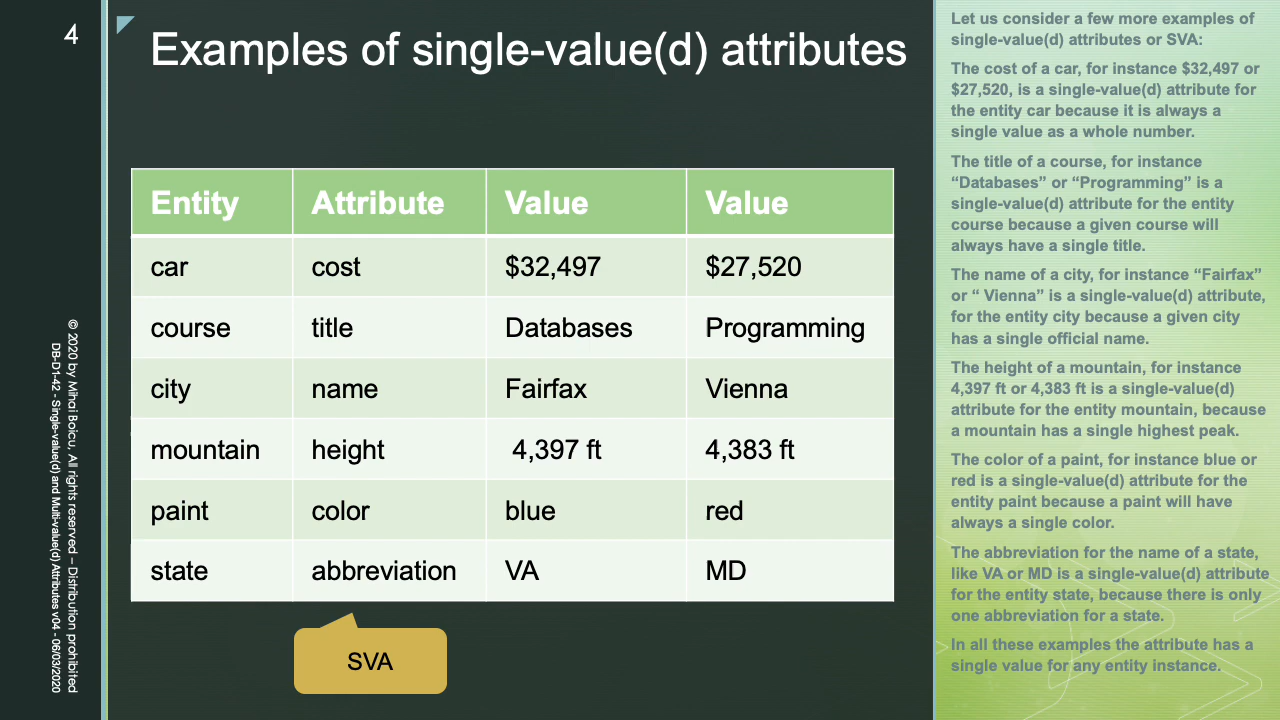 4
Examples of single-value(d) attributes
Entity Attribute Value Value
car cost $32,497 $27,520
course title Databases Programming
city name Fairfax Vienna
mountain height 4,397 ft 4,383 ft
paint color blue red
state abbreviation VA MD
SVA
© 2020 by Mihai Boicu, All rights reserved – Distribution prohibited
DB-D1-42 - Single-value(d) and Multi-value(d) Attributes v04 - 06/03/2020
Let us consider a few more examples of
single-value(d) attributes or SVA:
The cost of a car, for instance $32,497 or
$27,520, is a single-value(d) attribute for
the entity car because it is always a
single value as a whole number.
The title of a course, for instance
“Databases” or “Programming” is a
single-value(d) attribute for the entity
course because a given course will
always have a single title.
The name of a city, for instance “Fairfax”
or “ Vienna” is a single-value(d) attribute,
for the entity city because a given city
has a single official name.
The height of a mountain, for instance
4,397 ft or 4,383 ft is a single-value(d)
attribute for the entity mountain, because
a mountain has a single highest peak.
The color of a paint, for instance blue or
red is a single-value(d) attribute for the
entity paint because a paint will have
always a single color.
The abbreviation for the name of a state,
like VA or MD is a single-value(d) attribute
for the entity state, because there is only
one abbreviation for a state.
In all these examples the attribute has a
single value for any entity instance.